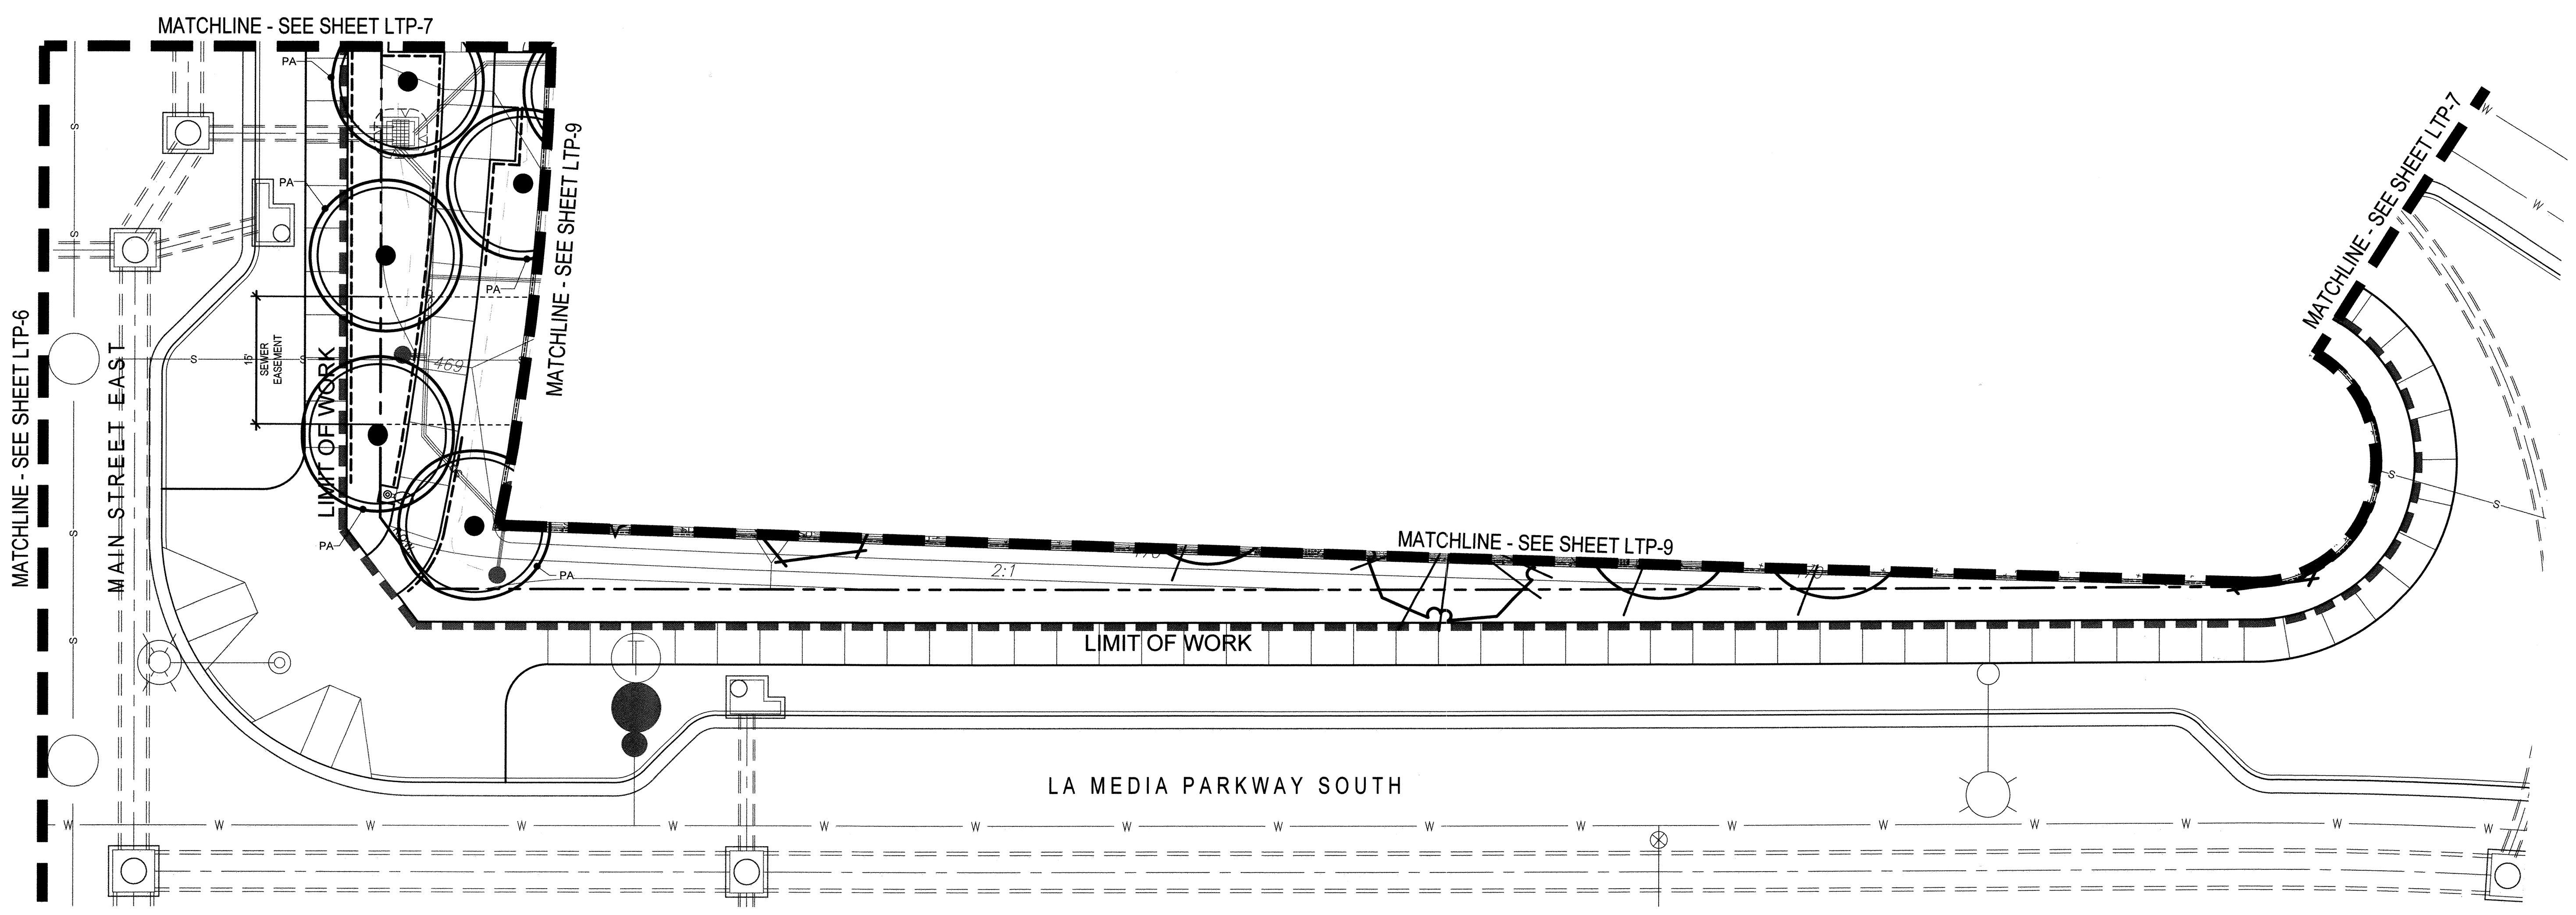 MATCHLINE - SEE SHEET LTP-7
PA
PA
PA
PA
PA
MATCHLINE - SEE SHEET LTP-9
MATCHLINE - SEE SHEET LTP-6
MAIN STREET EAST
15'
SEWER
EASEMENT
LIMIT OF WORK
469
S
S
S
S
S
S
MATCHLINE - SEE SHEET LTP-7
W
W
MATCHLINE - SEE SHEET LTP-9
2:1
470
470
S
S
LIMIT OF WORK
T
LA MEDIA PARKWAY SOUTH
W W W W W W W W W W W W W W W W W